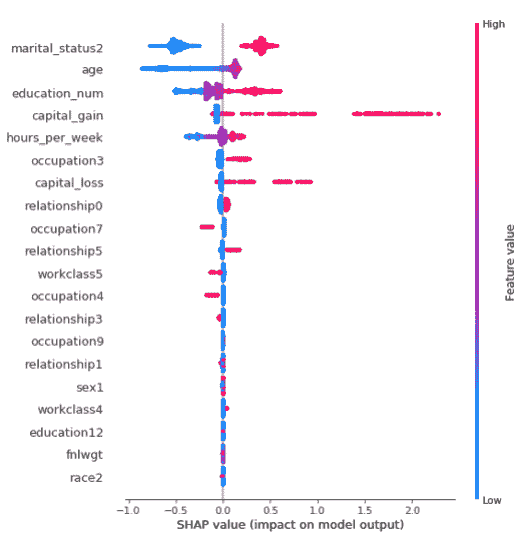 High
marital_status2
age
education_num
capital_gain
hours_per_week
occupation3
capital_loss
relationship0
occupation7
relationship5
workclass5
occupation4
relationship3
occupation9
relationship1
sex1
workclass4
education12
fnlwgt
race2
Feature value
Low
−1.0 −0.5 0.0 0.5 1.0 1.5 2.0
SHAP value (impact on model output)